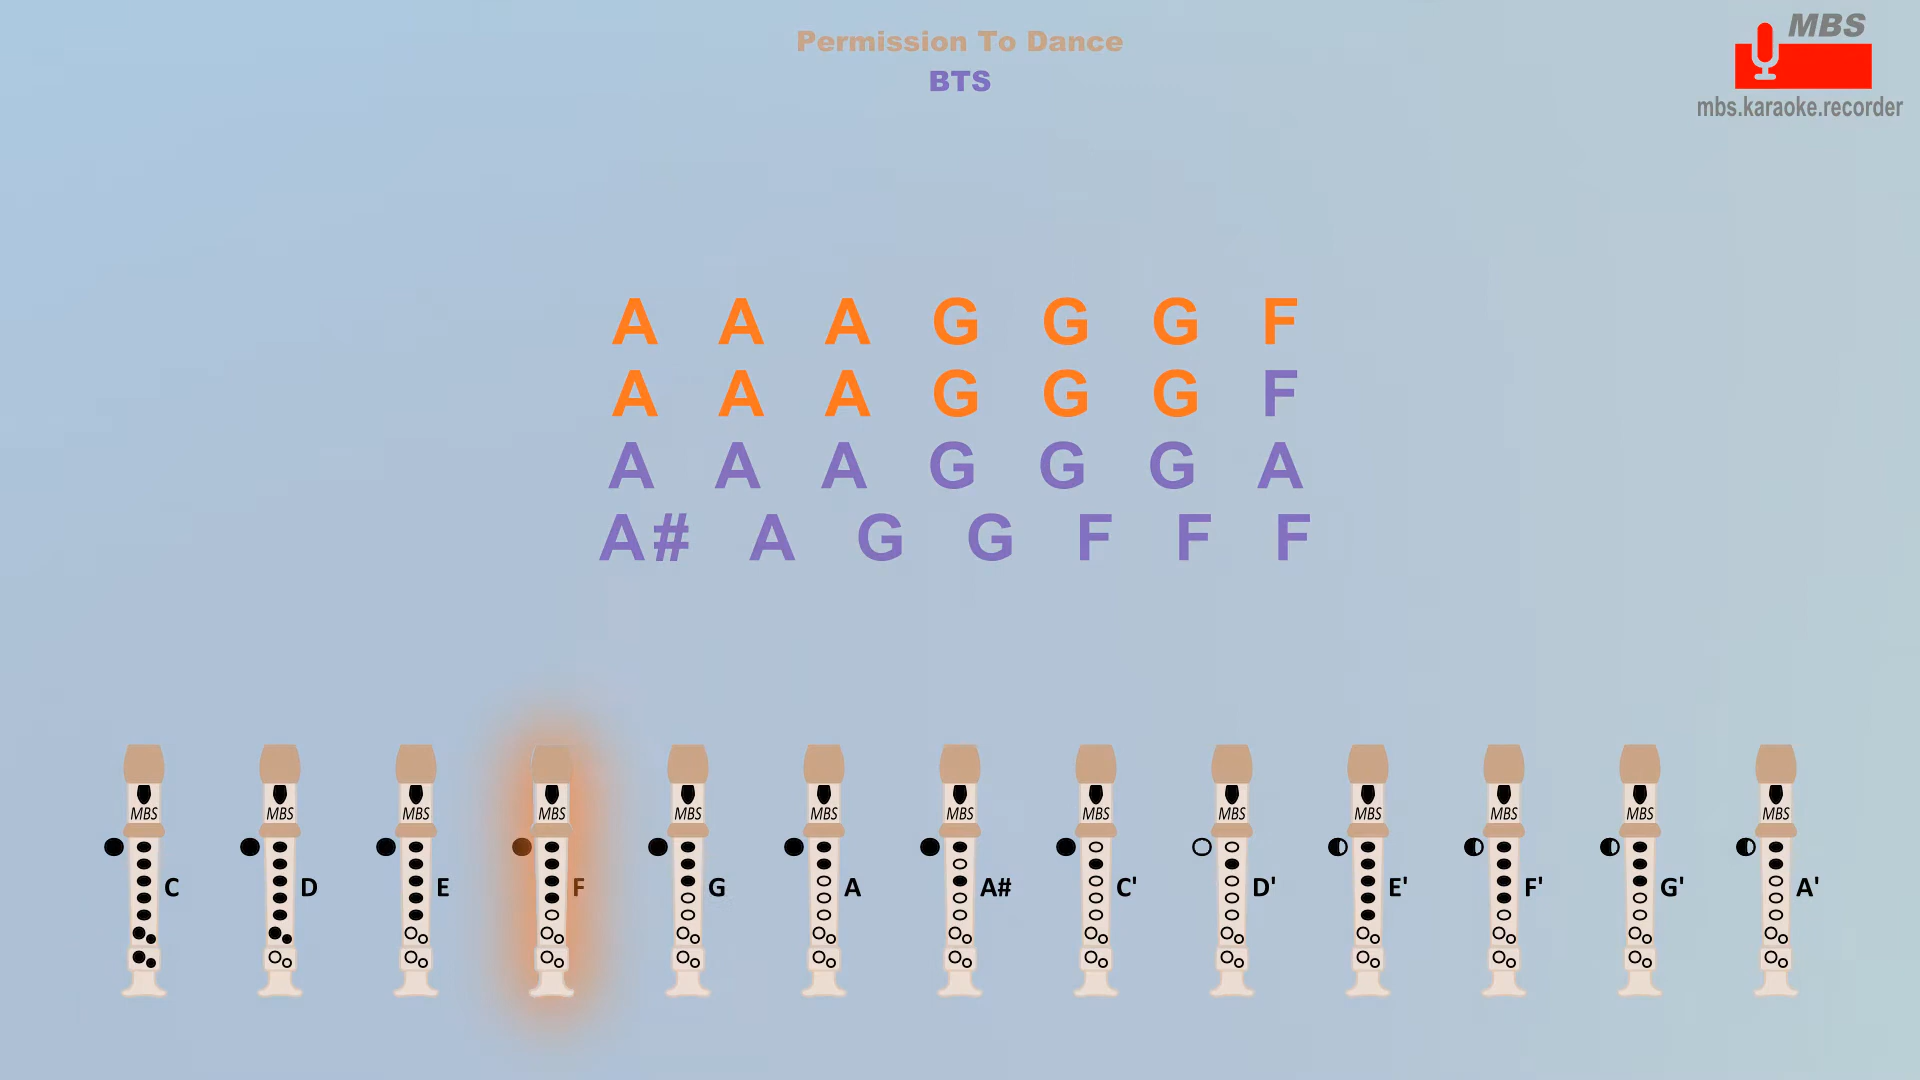 Permission To Dance
BTS
MBS
mbs.karaoke.recorder
A A A G G G F
A A A G G G F
A A A G G G A
A# A G G F F F
MBS MBS MBS MBS MBS MBS MBS MBS MBS MBS MBS MBS MBS
C D E F G A A# C' D' E' F' G' A'